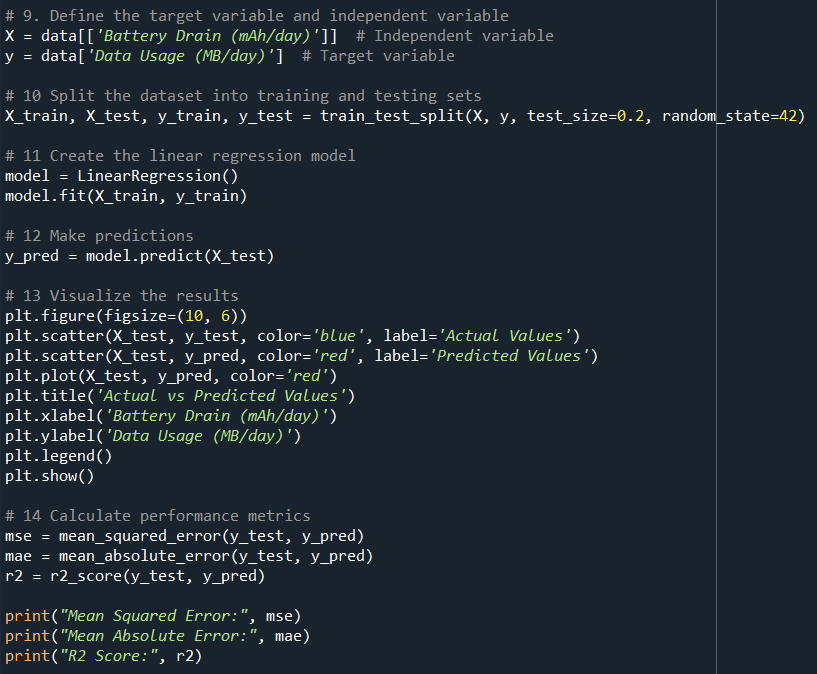 # 9. Define the target variable and independent variable
X = data[['Battery Drain (mAh/day)']]  # Independent variable
y = data['Data Usage (MB/day)']  # Target variable
# 10 Split the dataset into training and testing sets
X_train, X_test, y_train, y_test = train_test_split(X, y, test_size=0.2, random_state=42)
# 11 Create the linear regression model
model = LinearRegression()
model.fit(X_train, y_train)
# 12 Make predictions
y_pred = model.predict(X_test)
# 13 Visualize the results
plt.figure(figsize=(10, 6))
plt.scatter(X_test, y_test, color='blue', label='Actual Values')
plt.scatter(X_test, y_pred, color='red', label='Predicted Values')
plt.plot(X_test, y_pred, color='red')
plt.title('Actual vs Predicted Values')
plt.xlabel('Battery Drain (mAh/day)')
plt.ylabel('Data Usage (MB/day)')
plt.legend()
plt.show()
# 14 Calculate performance metrics
mse = mean_squared_error(y_test, y_pred)
mae = mean_absolute_error(y_test, y_pred)
r2 = r2_score(y_test, y_pred)
print("Mean Squared Error:", mse)
print("Mean Absolute Error:", mae)
print("R2 Score:", r2)